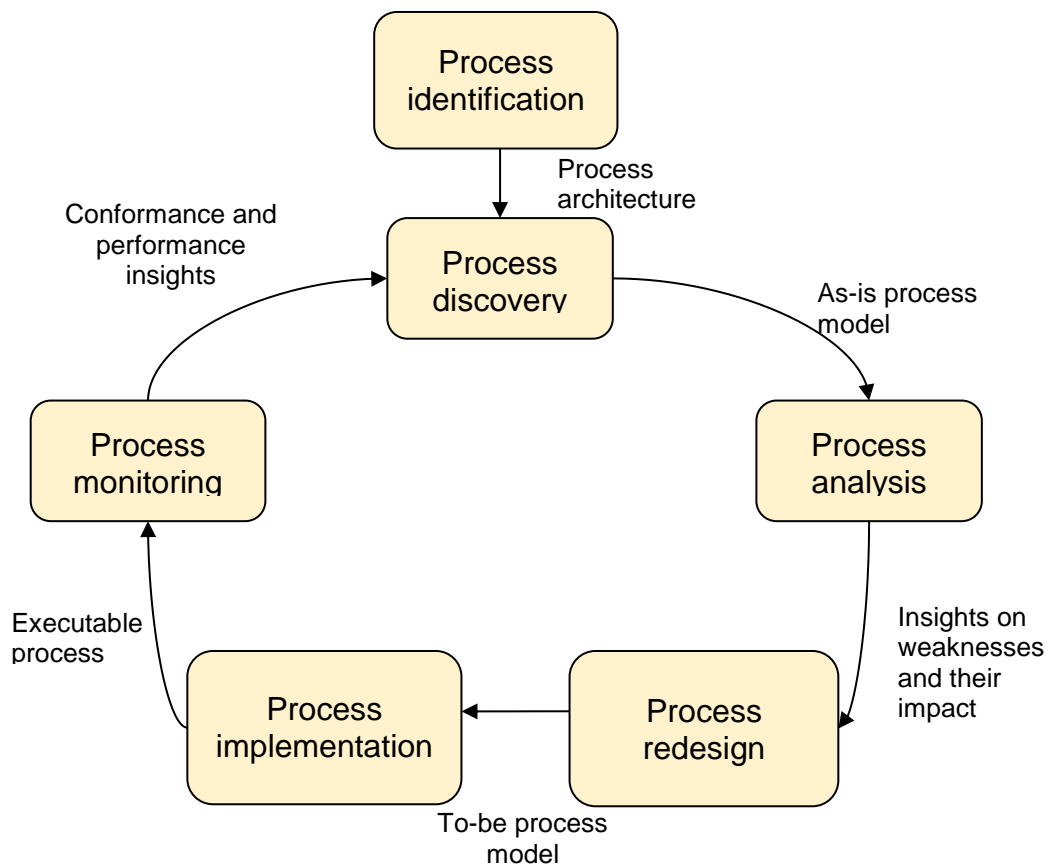 Process
identification
Process
architecture
Conformance and
performance
insights
Process
discovery
As-is process
model
Process
monitoring
Process
analysis
Executable
process
Insights on
weaknesses
and their
impact
Process
implementation
Process
redesign
To-be process
model